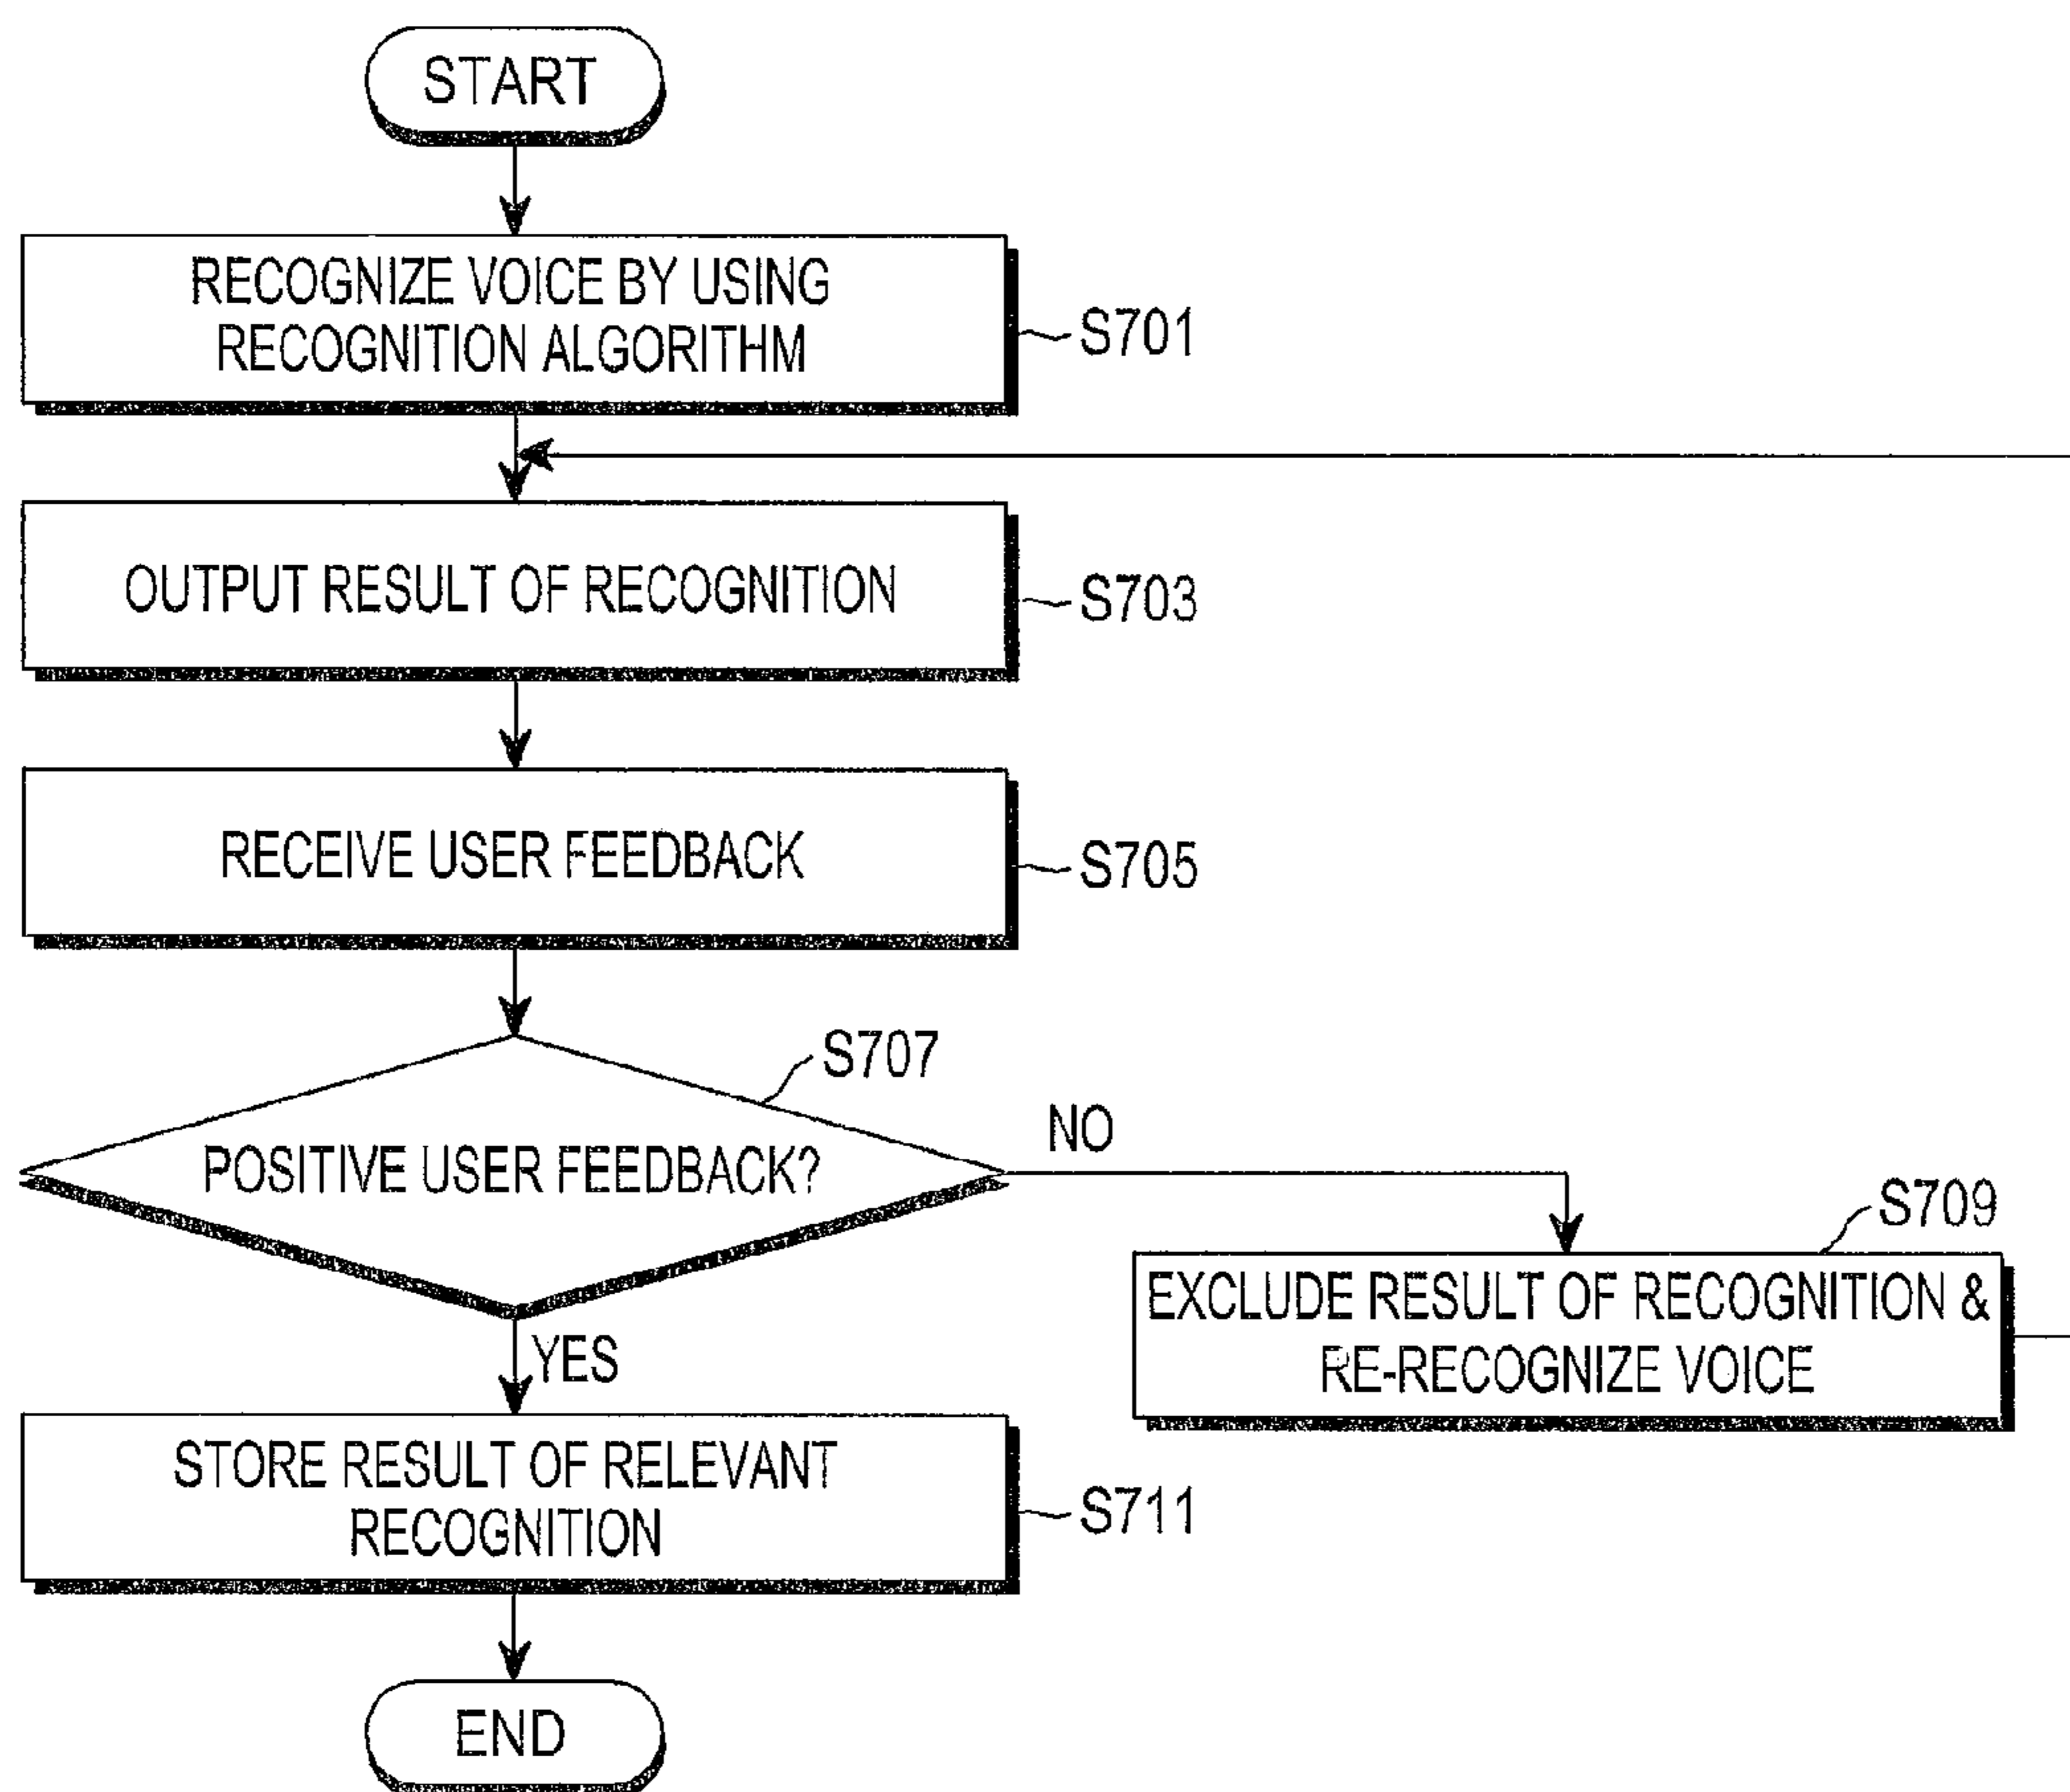 START
RECOGNIZE VOICE BY USING
RECOGNITION ALGORITHM
S701
OUTPUT RESULT OF RECOGNITION
S703
RECEIVE USER FEEDBACK
S705
S707
POSITIVE USER FEEDBACK?
NO
S709
EXCLUDE RESULT OF RECOGNITION &
RE-RECOGNIZE VOICE
YES
STORE RESULT OF RELEVANT
RECOGNITION
S711
END